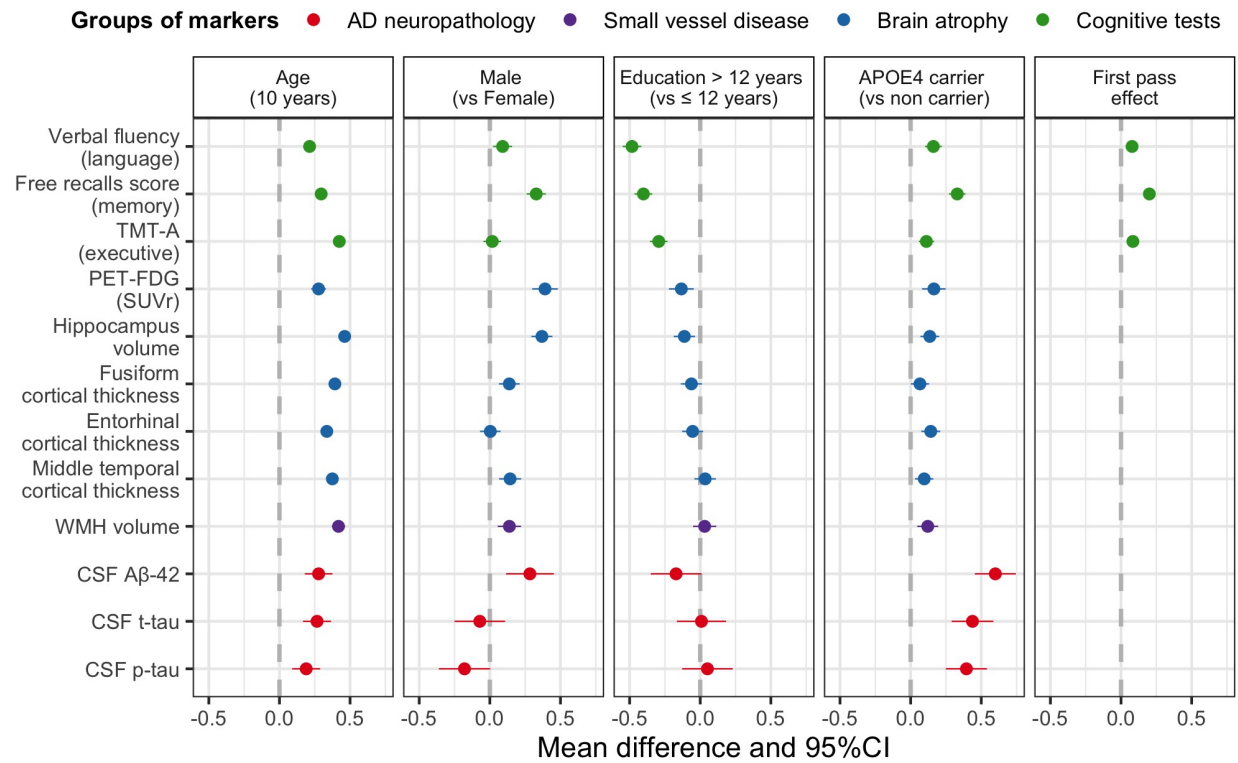 Groups of markers AD neuropathology Small vessel disease Brain atrophy Cognitive tests
Age
(10 years)
Male
(vs Female)
Education > 12 years
(vs ≤ 12 years)
APOE4 carrier
(vs non carrier)
First pass
effect
Verbal fluency
(language)
Free recalls score
(memory)
TMT-A
(executive)
PET-FDG
(SUVr)
Hippocampus
volume
Fusiform
cortical thickness
Entorhinal
cortical thickness
Middle temporal
cortical thickness
WMH volume
CSF Aβ-42
CSF t-tau
CSF p-tau
-0.5 0.0 0.5 -0.5 0.0 0.5 -0.5 0.0 0.5 -0.5 0.0 0.5 -0.5 0.0 0.5
Mean difference and 95%CI